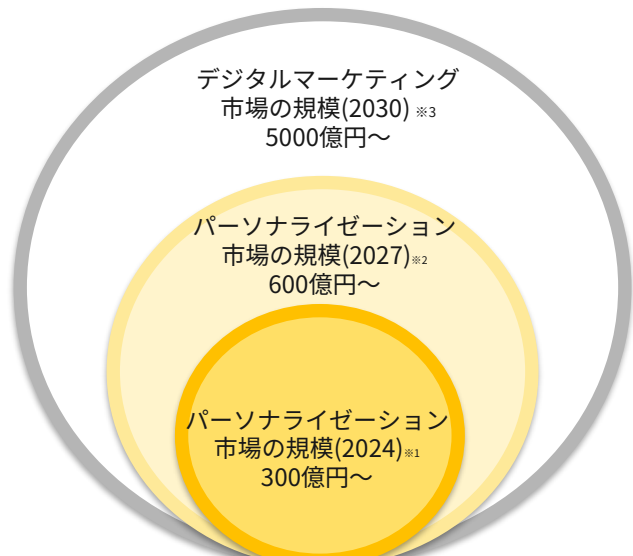 デジタルマーケティング
市場の規模(2030) ※3
5000億円～
パーソナライゼーション
市場の規模(2027)※2
600億円～
パーソナライゼーション
市場の規模(2024)※1
300億円～